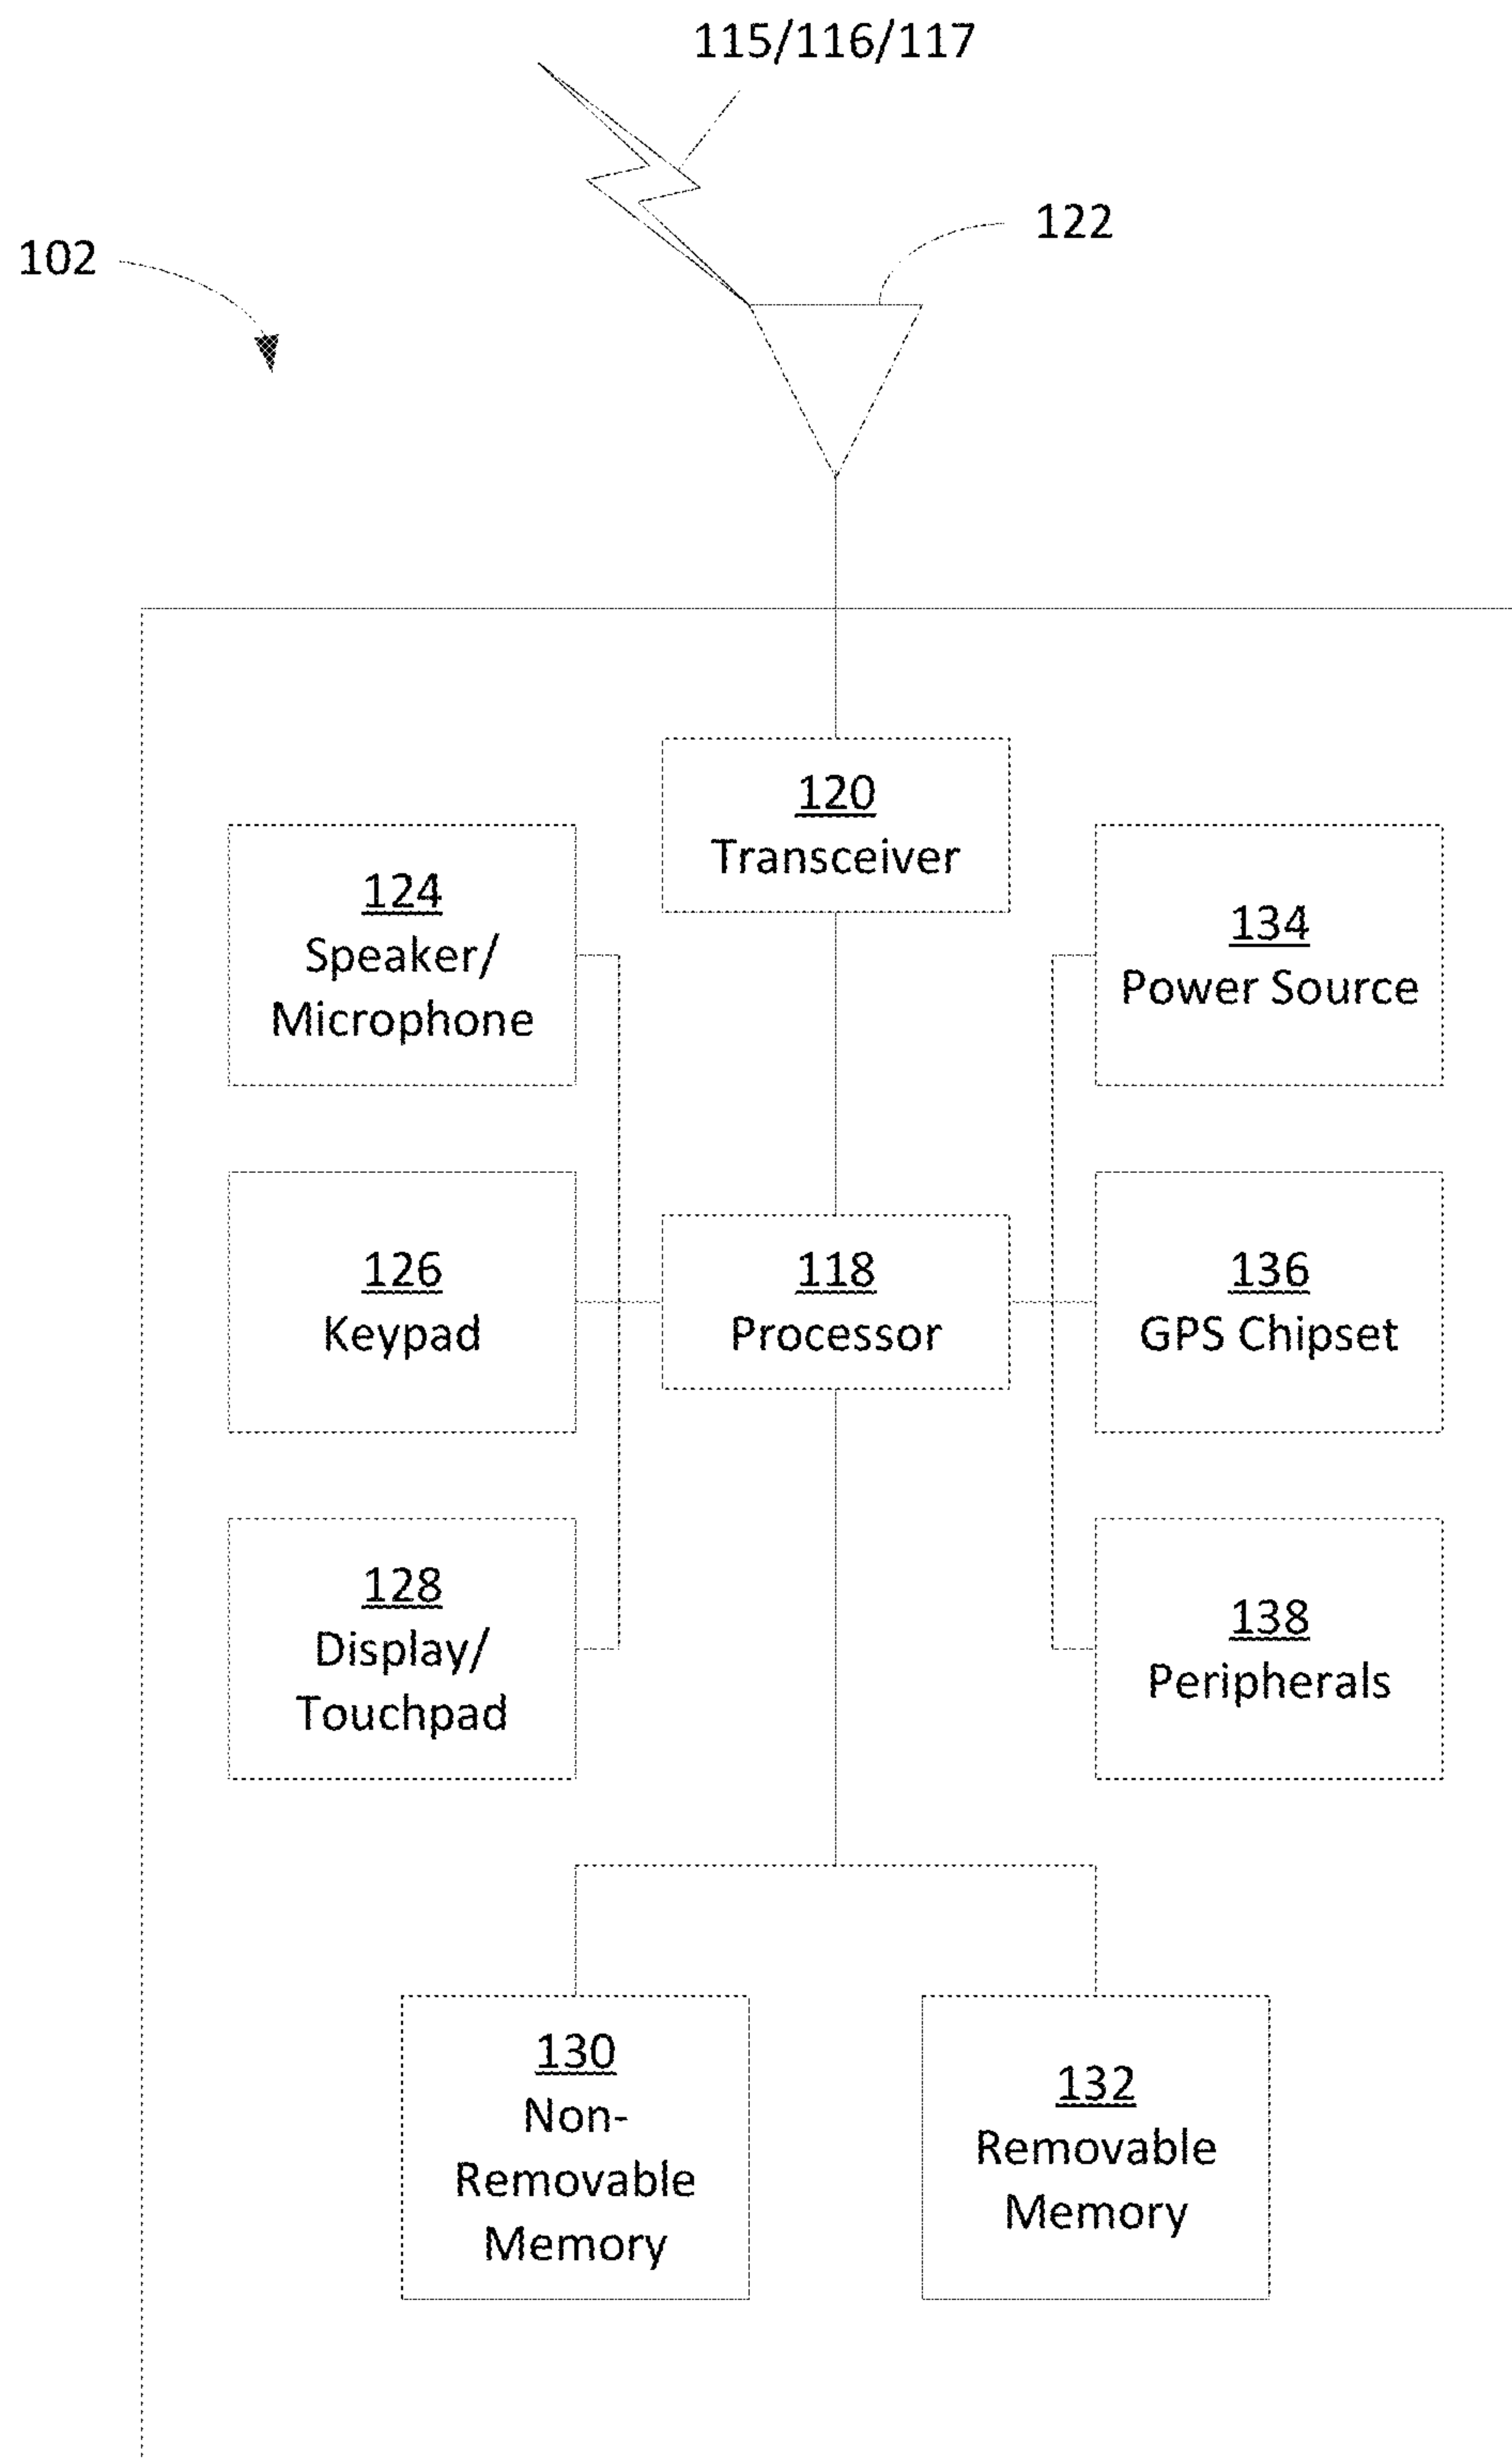 115/116/117
122
102
120
Transceiver
124
Speaker/
Microphone
134
Power Source
126
Keypad
118
Processor
136
GPS Chipset
128
Display/
Touchpad
138
Peripherals
130
Non-
Removable
Memory
132
Removable
Memory